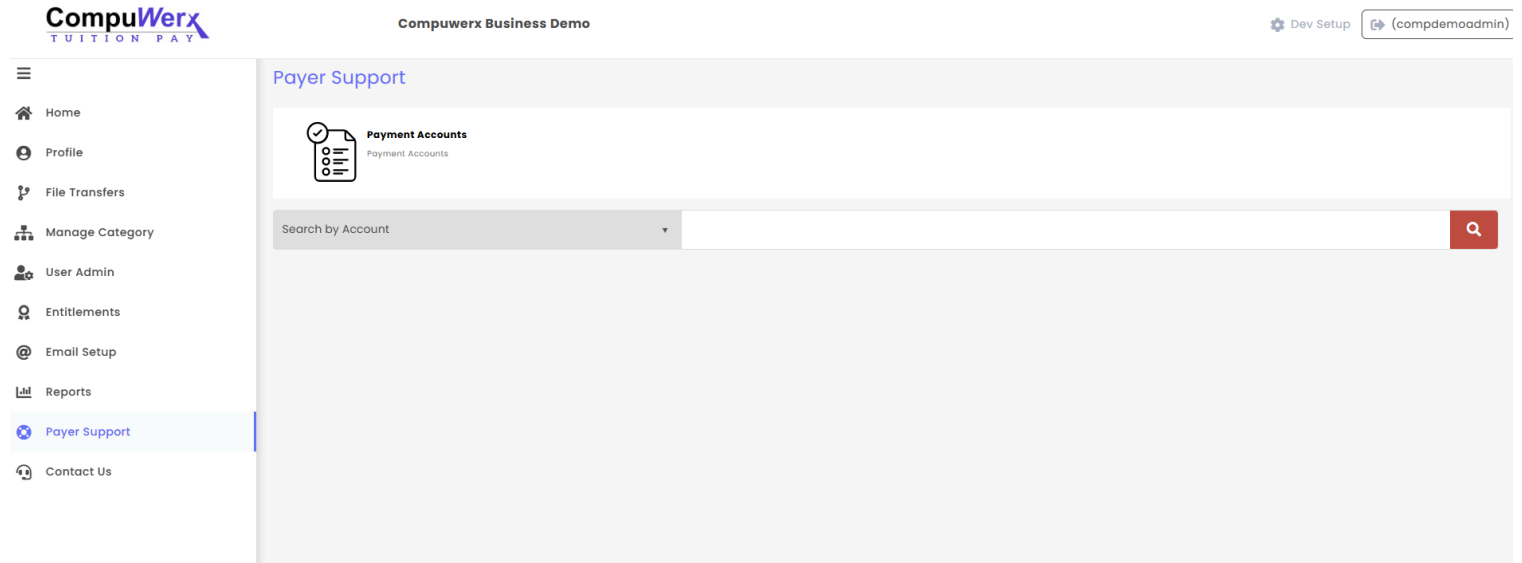 CompuWerx
TUITION PAY
Compuwerx Business Demo
Dev Setup
(compdemoadmin)
Home
Profile
File Transfers
Manage Category
User Admin
Entitlements
Email Setup
Reports
Payer Support
Contact Us
Payer Support
Payment Accounts
Payment Accounts
Search by Account